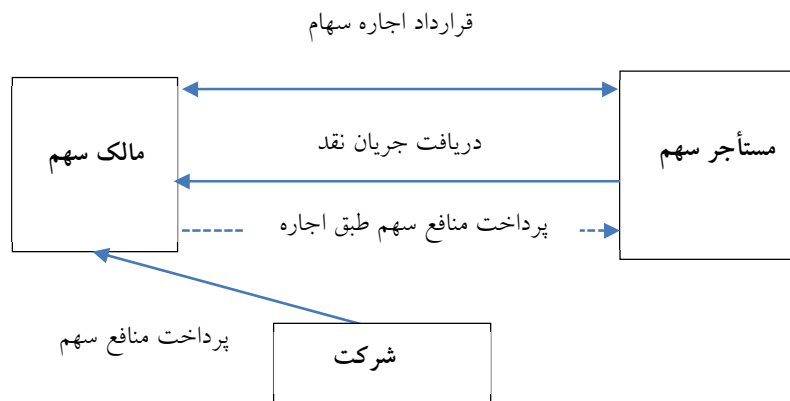 قرارداد اجاره سهام
مستأجر سهم
مالک سهم
دریافت جریان نقد
پرداخت منافع سهم طبق اجاره
پرداخت منافع سهم
شرکت